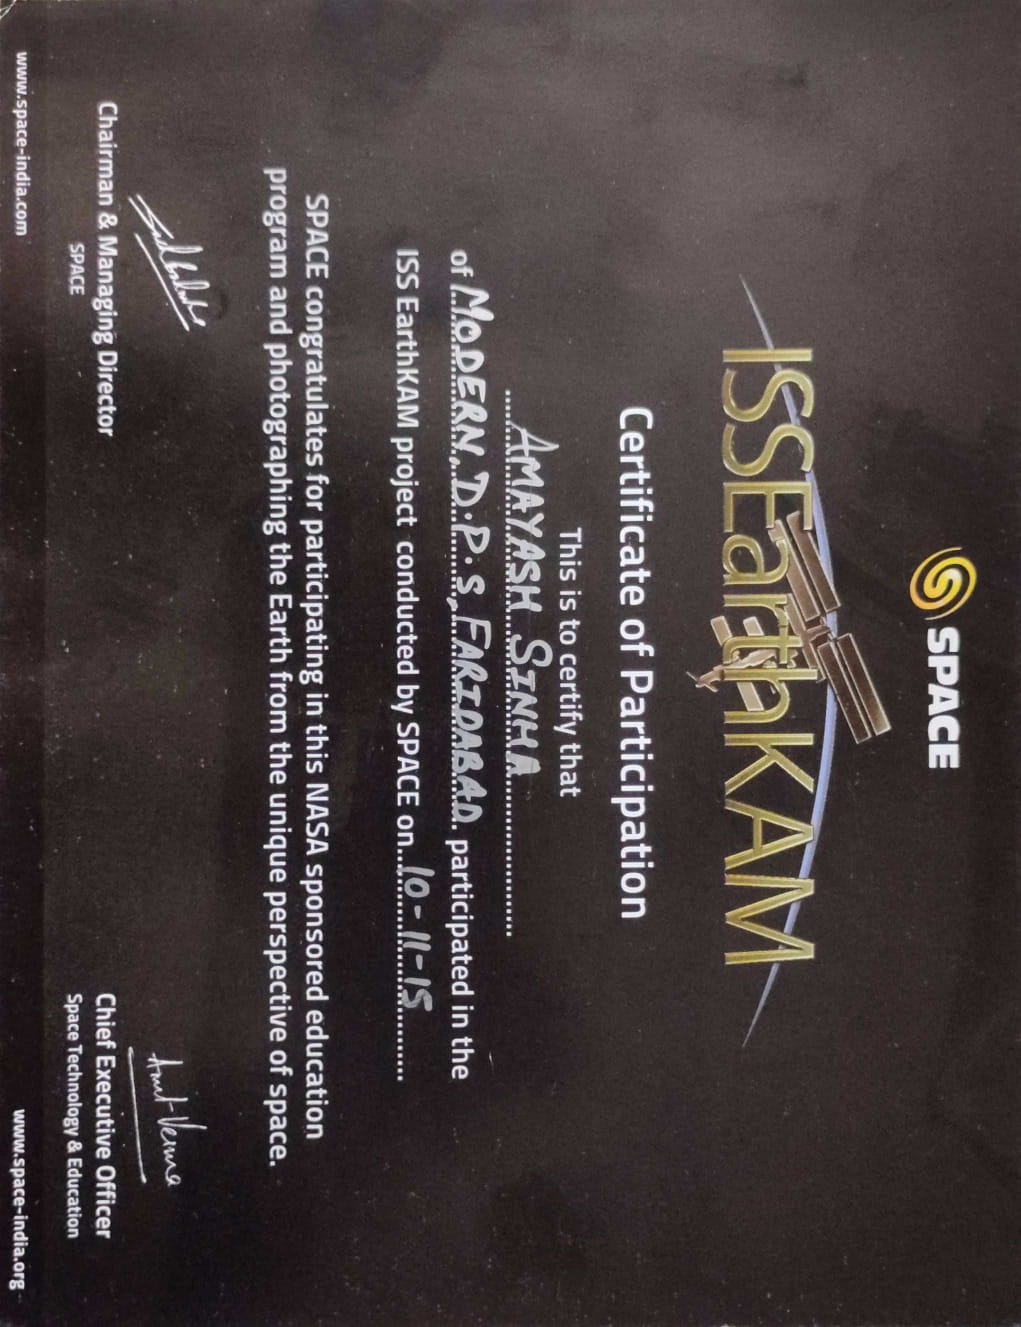 SPACE
ISSEarthKAM
Certificate of Participation
This is to certify that
AMAYASH SINHA
of MODERN D.P.S, FARIDABAD participated in the
ISS EarthKAM project conducted by SPACE on 10-11-15
SPACE congratulates for participating in this NASA sponsored education
program and photographing the Earth from the unique perspective of space.
Amit Verma
Chairman & Managing Director
SPACE
Chief Executive Officer
Space Technology & Education
www.space-india.com
www.space-india.org